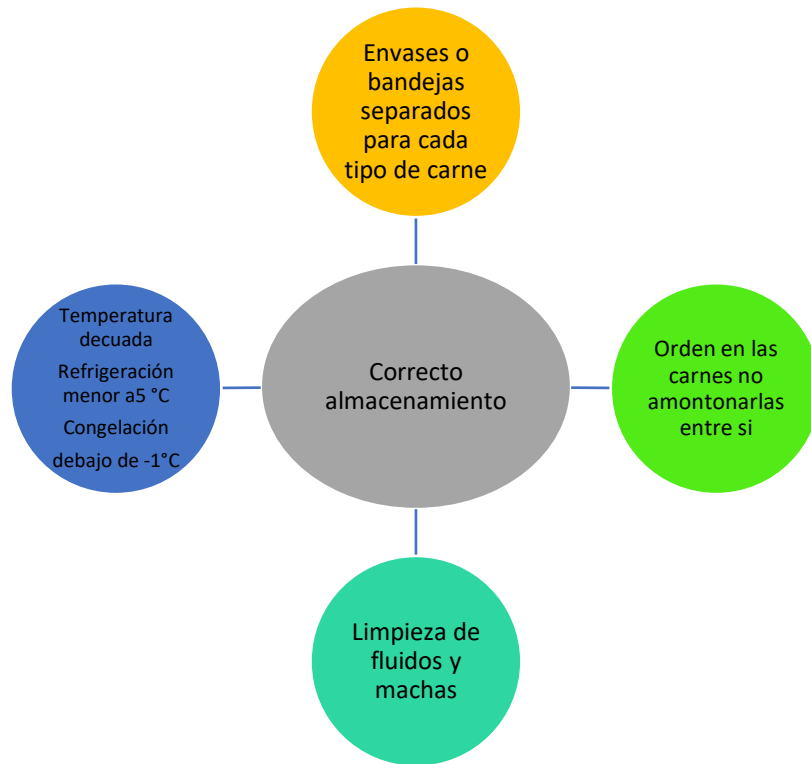 Envases o
bandejas
separados
para cada
tipo de carne
Temperatura
decuada
Refrigeración
menor a5 °C
Congelación
debajo de -1°C
Correcto
almacenamiento
Orden en las
carnes no
amontonarlas
entre si
Limpieza de
fluidos y
machas